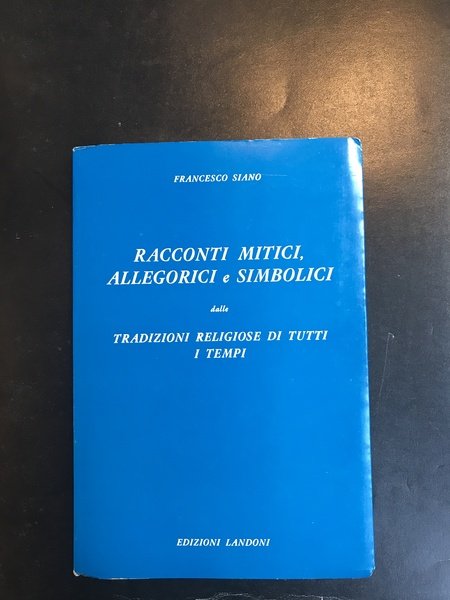 FRANCESCO SIANO
RACCONTI MITICI,
ALLEGORICI e SIMBOLICI
dalle
TRADIZIONI RELIGIOSE DI TUTTI
I TEMPI
EDIZIONI LANDONI